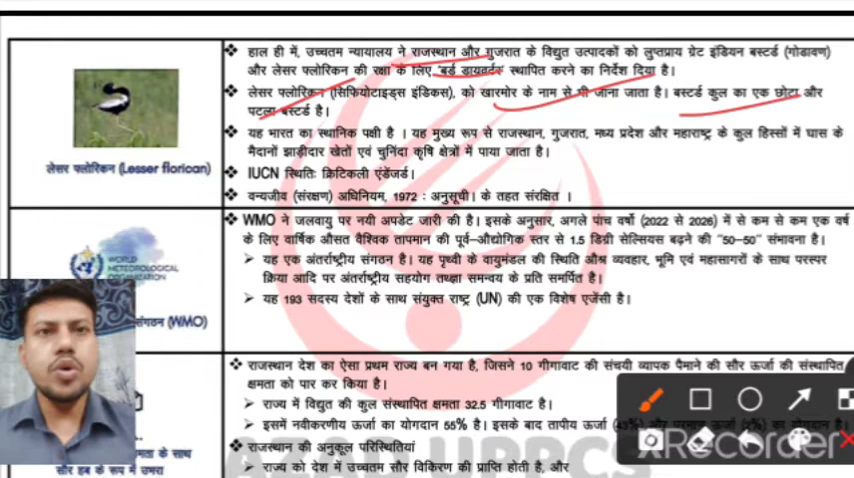 ❖ हाल ही में, उच्चतम न्यायालय ने राजस्थान और गुजरात के विद्युत उत्पादकों को लुप्तप्राय ग्रेट इंडियन बस्टर्ड (गोडावण)
और लेसर फ्लोरिकन की रक्षा के लिए 'बर्ड डायवर्टर' स्थापित करने का निर्देश दिया है।
❖ लेसर फ्लोरिकन (सिफियोटाइड्स इंडिकस), को खारमोर के नाम से भी जाना जाता है। बस्टर्ड कुल का एक छोटा और
पतला बस्टर्ड है।
❖ यह भारत का स्थानिक पक्षी है । यह मुख्य रूप से राजस्थान, गुजरात, मध्य प्रदेश और महाराष्ट्र के कुल हिस्सों में घास के
मैदानों झाड़ीदार खेतों एवं चुनिंदा कृषि क्षेत्रों में पाया जाता है।
❖ IUCN स्थितिः क्रिटिकली एंडेंजर्ड।
❖ वन्यजीव (संरक्षण) अधिनियम, 1972 : अनुसूची। के तहत संरक्षित ।
लेसर फ्लोरिकन (Lesser florican)
❖ WMO ने जलवायु पर नयी अपडेट जारी की है। इसके अनुसार, अगले पांच वर्षों (2022 से 2026) में से कम से कम एक वर्ष
के लिए वार्षिक औसत वैश्विक तापमान की पूर्व-औद्योगिक स्तर से 1.5 डिग्री सेल्सियस बढ़ने की "50-50" संभावना है।
➢ यह एक अंतर्राष्ट्रीय संगठन है। यह पृथ्वी के वायुमंडल की स्थिति औश्र व्यवहार, भूमि एवं महासागरों के साथ परस्पर
क्रिया आदि पर अंतर्राष्ट्रीय सहयोग तथ्ज्ञा समन्वय के प्रति समर्पित है।
➢ यह 193 सदस्य देशों के साथ संयुक्त राष्ट्र (UN) की एक विशेष एजेंसी है।
WORLD
METEOROLOGICAL
ORGANIZATION
संगठन (WMO)
❖ राजस्थान देश का ऐसा प्रथम राज्य बन गया है, जिसने 10 गीगावाट की संचयी व्यापक पैमाने की सौर ऊर्जा की संस्थापित
क्षमता को पार कर किया है।
➢ राज्य में विद्युत की कुल संस्थापित क्षमता 32.5 गीगावाट है।
➢ इसमें नवीकरणीय ऊर्जा का योगदान 55% है। इसके बाद तापीय ऊर्जा (43%) और का योगदान है।
❖ राजस्थान की अनुकूल परिस्थितियां
➢ राज्य को देश में उच्चतम सौर विकिरण की प्राप्ति होती है, और
के साथ
सौर हब के रूप में उभरा
AZAD UPPCS
XRecorder